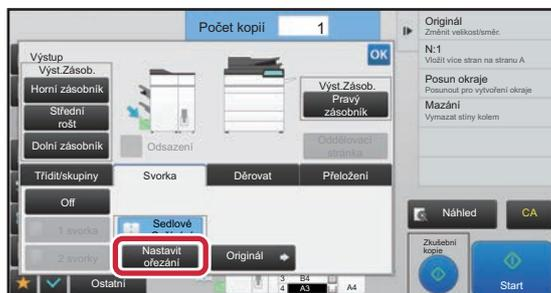 Počet kopií 1
Výstup
OK
Výst.Zásob.
Horní zásobník
Střední
rošt
Dolní zásobník
Odsazení
Výst.Zásob.
Pravý
zásobník
Oddělovací
stránka
Třídit/skupiny
Svorka
Děrovat
Přeložení
Off
1 svorka
2 svorky
Sedlové
Nastavit
ořezání
Originál
Ostatní
3 B4
4 A3
A4
Originál
Změnit velikost/směr.
N:1
Vložit více stran na stranu A
Posun okraje
Posunout pro vytvoření okraje
Mazání
Vymazat stíny kolem
Náhled
CA
Zkušební
kopie
Start